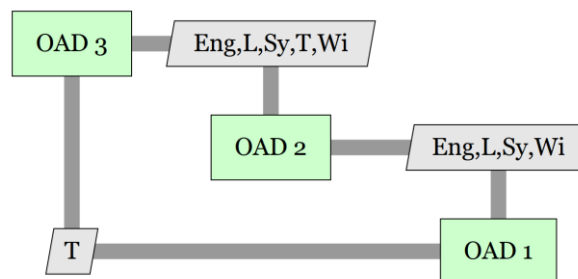 OAD 3
Eng,L,Sy,T,Wi
OAD 2
Eng,L,Sy,Wi
T
OAD 1